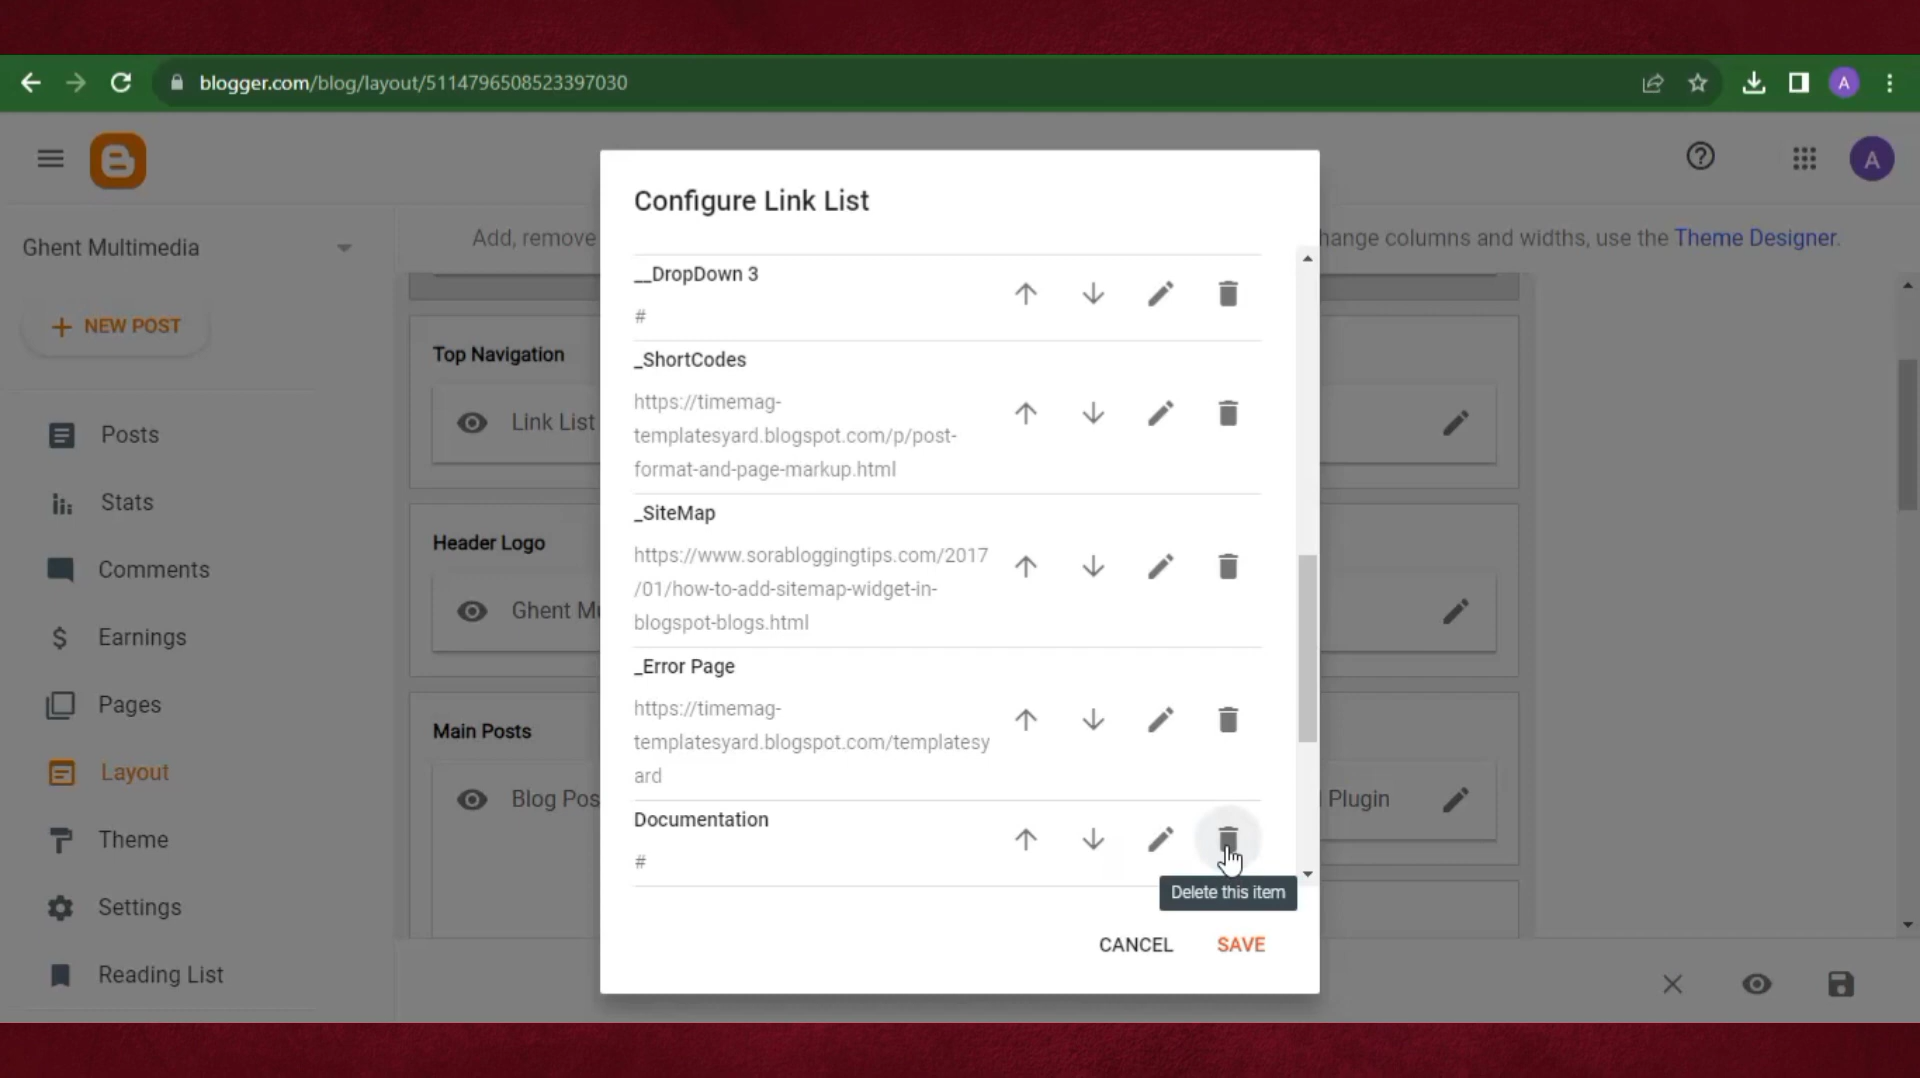 blogger.com/blog/layout/5114796508523397030
A
A
Ghent Multimedia
NEW POST
Posts
Stats
Comments
Earnings
Pages
Layout
Theme
Settings
Reading List
Add, remove
hange columns and widths, use the Theme Designer.
Top Navigation
Link List
Header Logo
Ghent Mu
Main Posts
Blog Pos
Plugin
Configure Link List
__DropDown 3
#
_ShortCodes
https://timemag-
templatesyard.blogspot.com/p/post-
format-and-page-markup.html
_SiteMap
https://www.sorabloggingtips.com/2017
/01/how-to-add-sitemap-widget-in-
blogspot-blogs.html
_Error Page
https://timemag-
templatesyard.blogspot.com/templatesy
ard
Documentation
#
Delete this item
CANCEL
SAVE